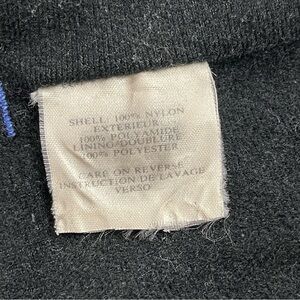 SHELL: 100% NYLON
EXTERIEUR:
100% POLYAMIDE
LINING/DOUBLURE
100% POLYESTER
CARE ON REVERSE
INSTRUCTION DE LAVAGE
VERSO